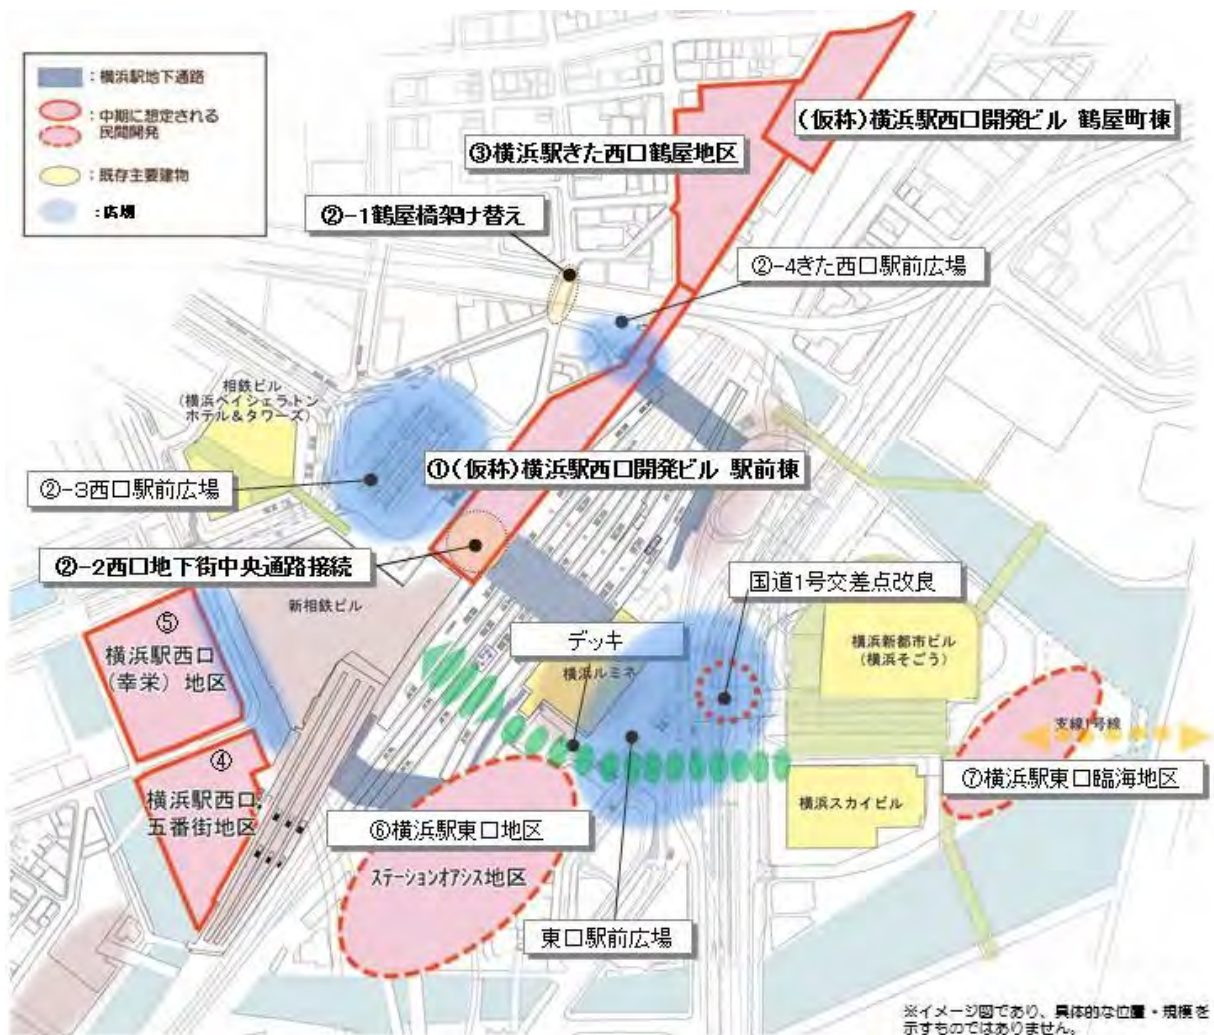 ：横浜駅地下通路
：中期に想定される
民間開発
：既存主要建物
：広場
(仮称)横浜駅西口開発ビル 鶴屋町棟
③横浜駅きた西口鶴屋地区
②-1鶴屋橋架け替え
②-4きた西口駅前広場
相鉄ビル
(横浜ベイシェラトン
ホテル&タワーズ)
①(仮称)横浜駅西口開発ビル 駅前棟
②-3西口駅前広場
②-2西口地下街中央通路接続
国道1号交差点改良
新相鉄ビル
デッキ
⑤
横浜駅西口
(幸栄)地区
横浜ルミネ
横浜新都市ビル
(横浜そごう)
支線1号線
④
横浜駅西口
五番街地区
⑦横浜駅東口臨海地区
横浜スカイビル
⑥横浜駅東口地区
ステーションオアシス地区
東口駅前広場
※イメージ図であり、具体的な位置・規模を
示すものではありません。